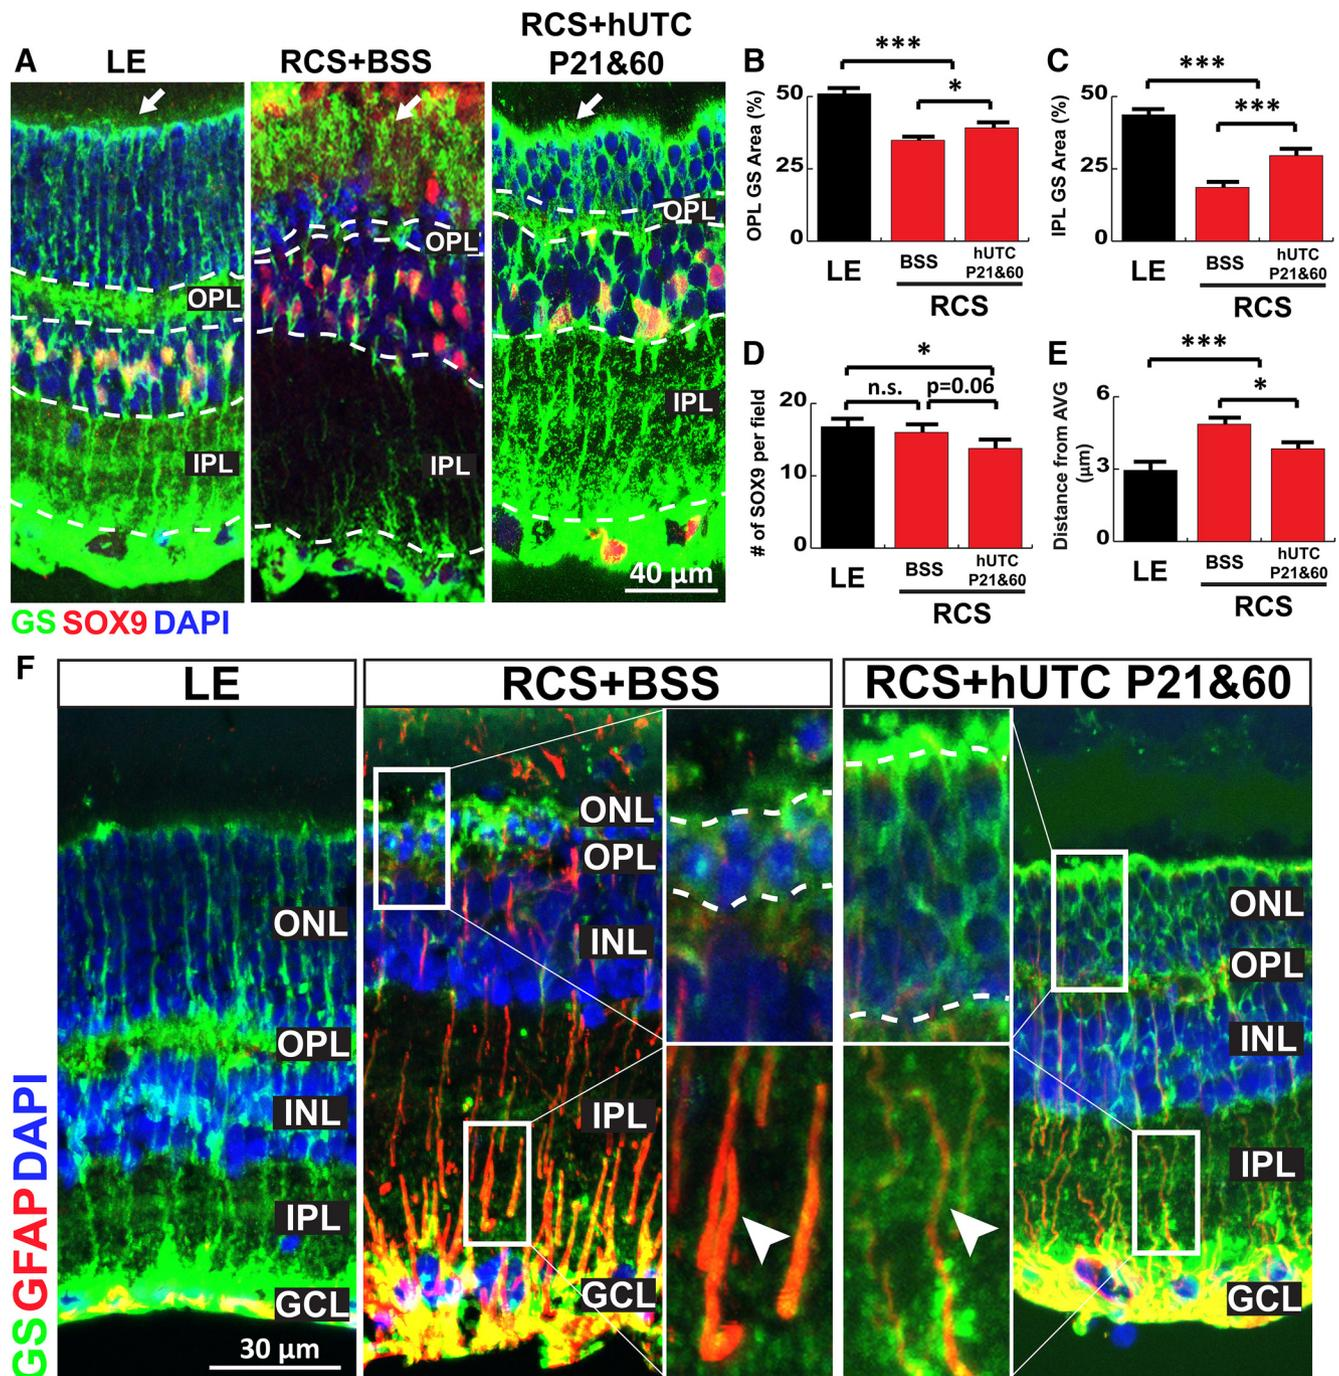 A
LE
RCS+BSS
RCS+hUTC
P21&60
OPL
IPL
OPL
IPL
OPL
IPL
40 µm
GS SOX9 DAPI
B
***
*
OPL GS Area (%)
50
25
0
LE
BSS
hUTC
P21&60
RCS
C
***
***
IPL GS Area (%)
50
25
0
LE
BSS
hUTC
P21&60
RCS
D
*
n.s.
p=0.06
# of SOX9 per field
20
10
0
LE
BSS
hUTC
P21&60
RCS
E
***
*
Distance from AVG
(µm)
6
3
0
LE
BSS
hUTC
P21&60
RCS
F
LE
RCS+BSS
RCS+hUTC P21&60
GS GFAP DAPI
ONL
OPL
INL
IPL
GCL
30 µm
ONL
OPL
INL
IPL
GCL
ONL
OPL
INL
IPL
GCL